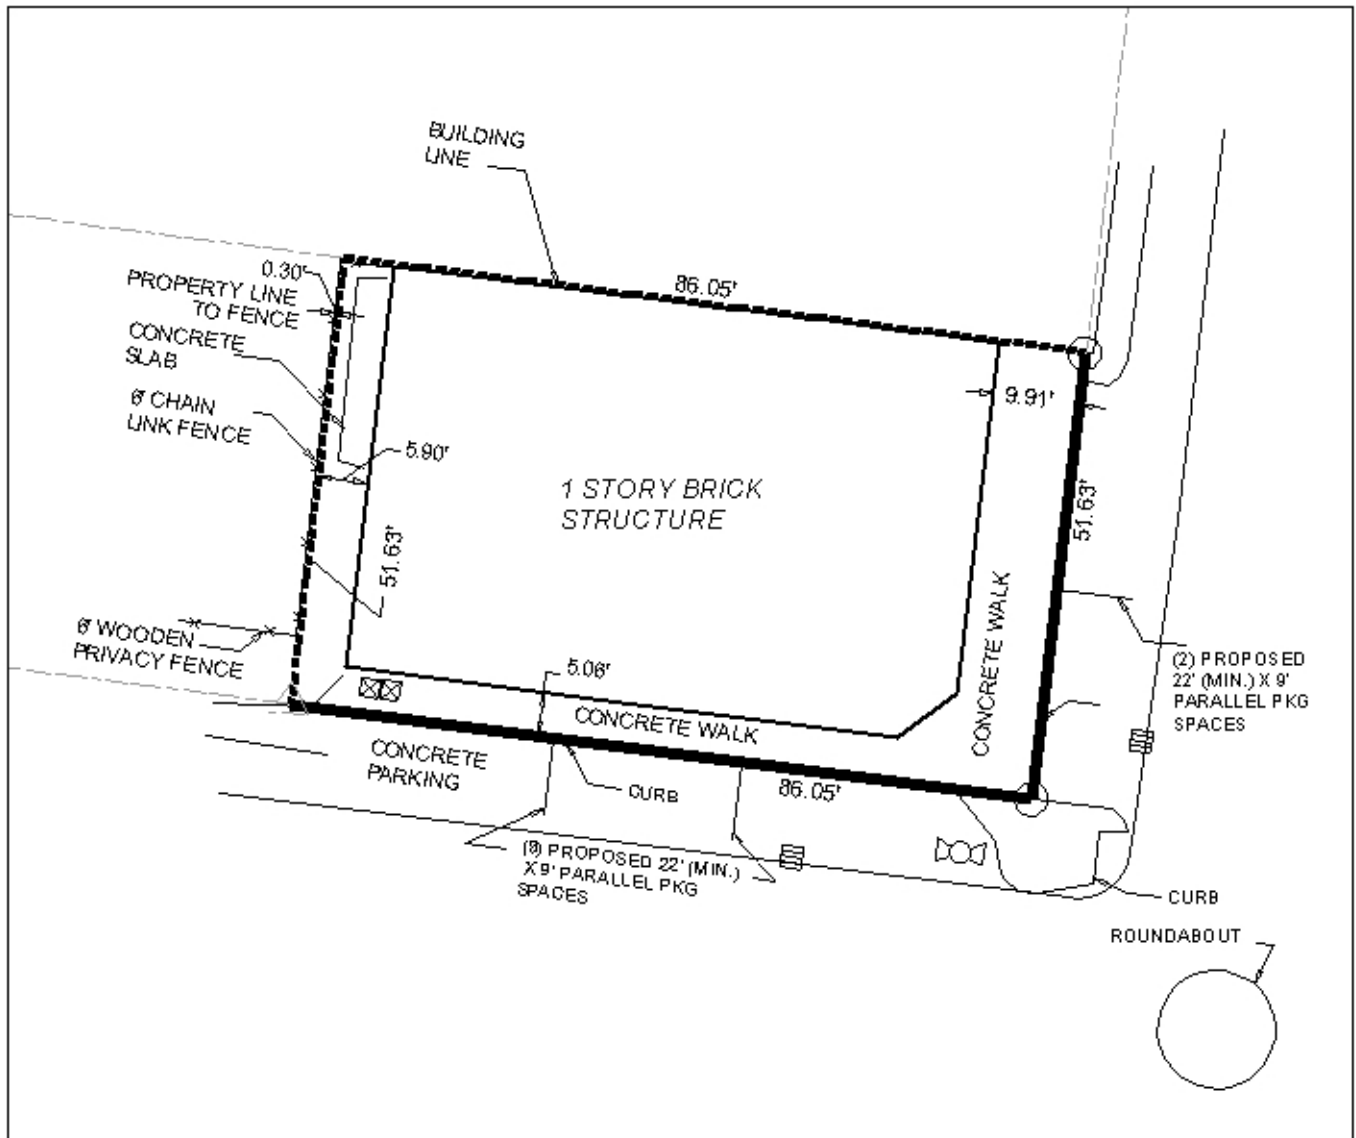 BUILDING
LINE
0.30'
PROPERTY LINE
TO FENCE
CONCRETE
SLAB
6' CHAIN
LINK FENCE
86.05'
9.91'
5.90'
1 STORY BRICK
STRUCTURE
51.63'
51.63'
CONCRETE WALK
6' WOODEN
PRIVACY FENCE
5.06'
CONCRETE WALK
(2) PROPOSED
22' (MIN.) X 9'
PARALLEL PKG
SPACES
CONCRETE
PARKING
CURB
86.05'
PROPOSED 22' (MIN.)
X 9' PARALLEL PKG
SPACES
CURB
ROUNDABOUT